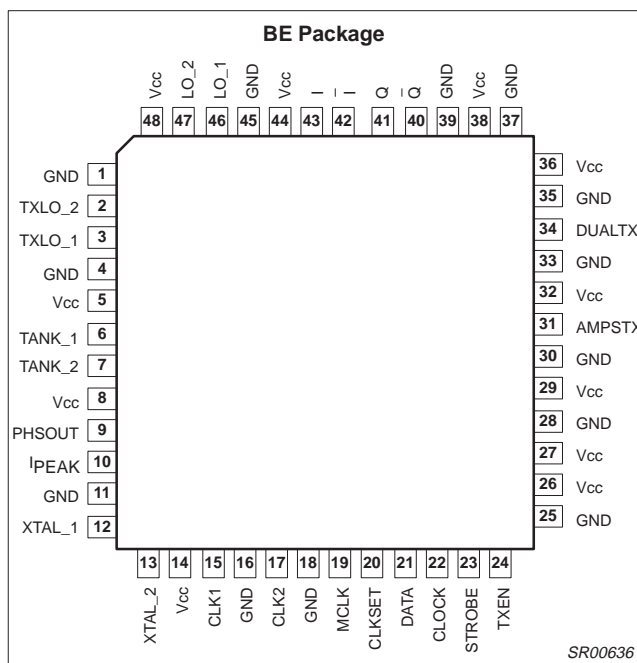 BE Package
Vcc
LO_2
LO_1
GND
Vcc
I
I̅
Q
Q̅
GND
Vcc
GND
48 47 46 45 44 43 42 41 40 39 38 37
GND 1
TXLO_2 2
TXLO_1 3
GND 4
Vcc 5
TANK_1 6
TANK_2 7
Vcc 8
PHSOUT 9
IPEAK 10
GND 11
XTAL_1 12
36 Vcc
35 GND
34 DUALTX
33 GND
32 Vcc
31 AMPSTX
30 GND
29 Vcc
28 GND
27 Vcc
26 Vcc
25 GND
13 14 15 16 17 18 19 20 21 22 23 24
XTAL_2
Vcc
CLK1
GND
CLK2
GND
MCLK
CLKSET
DATA
CLOCK
STROBE
TXEN
SR00636